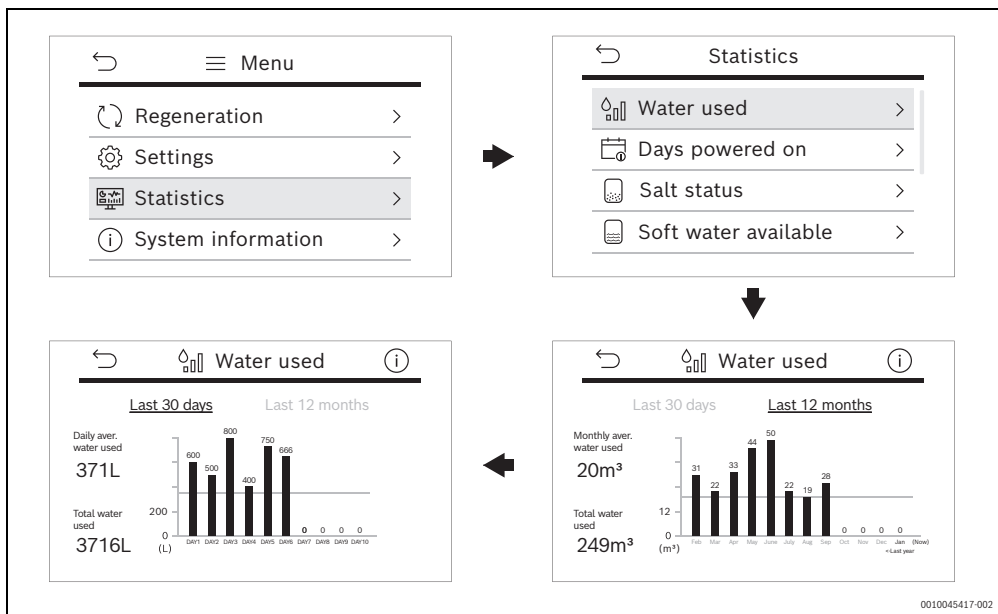 Menu
Regeneration
Settings
Statistics
System information
Statistics
Water used
Days powered on
Salt status
Soft water available
Water used
Last 30 days Last 12 months
Daily aver.
water used
371L
Total water
used
3716L
600 500 800 400 750 666 0 0 0 0
200
0
(L)
DAY1 DAY2 DAY3 DAY4 DAY5 DAY6 DAY7 DAY8 DAY9 DAY10
Water used
Last 30 days Last 12 months
Monthly aver.
water used
20m³
Total water
used
249m³
31 22 33 44 50 22 19 28 0 0 0 0
12
0
(m³)
Feb Mar Apr May June July Aug Sep Oct Nov Dec Jan (Now)
<-Last year
0010045417-002